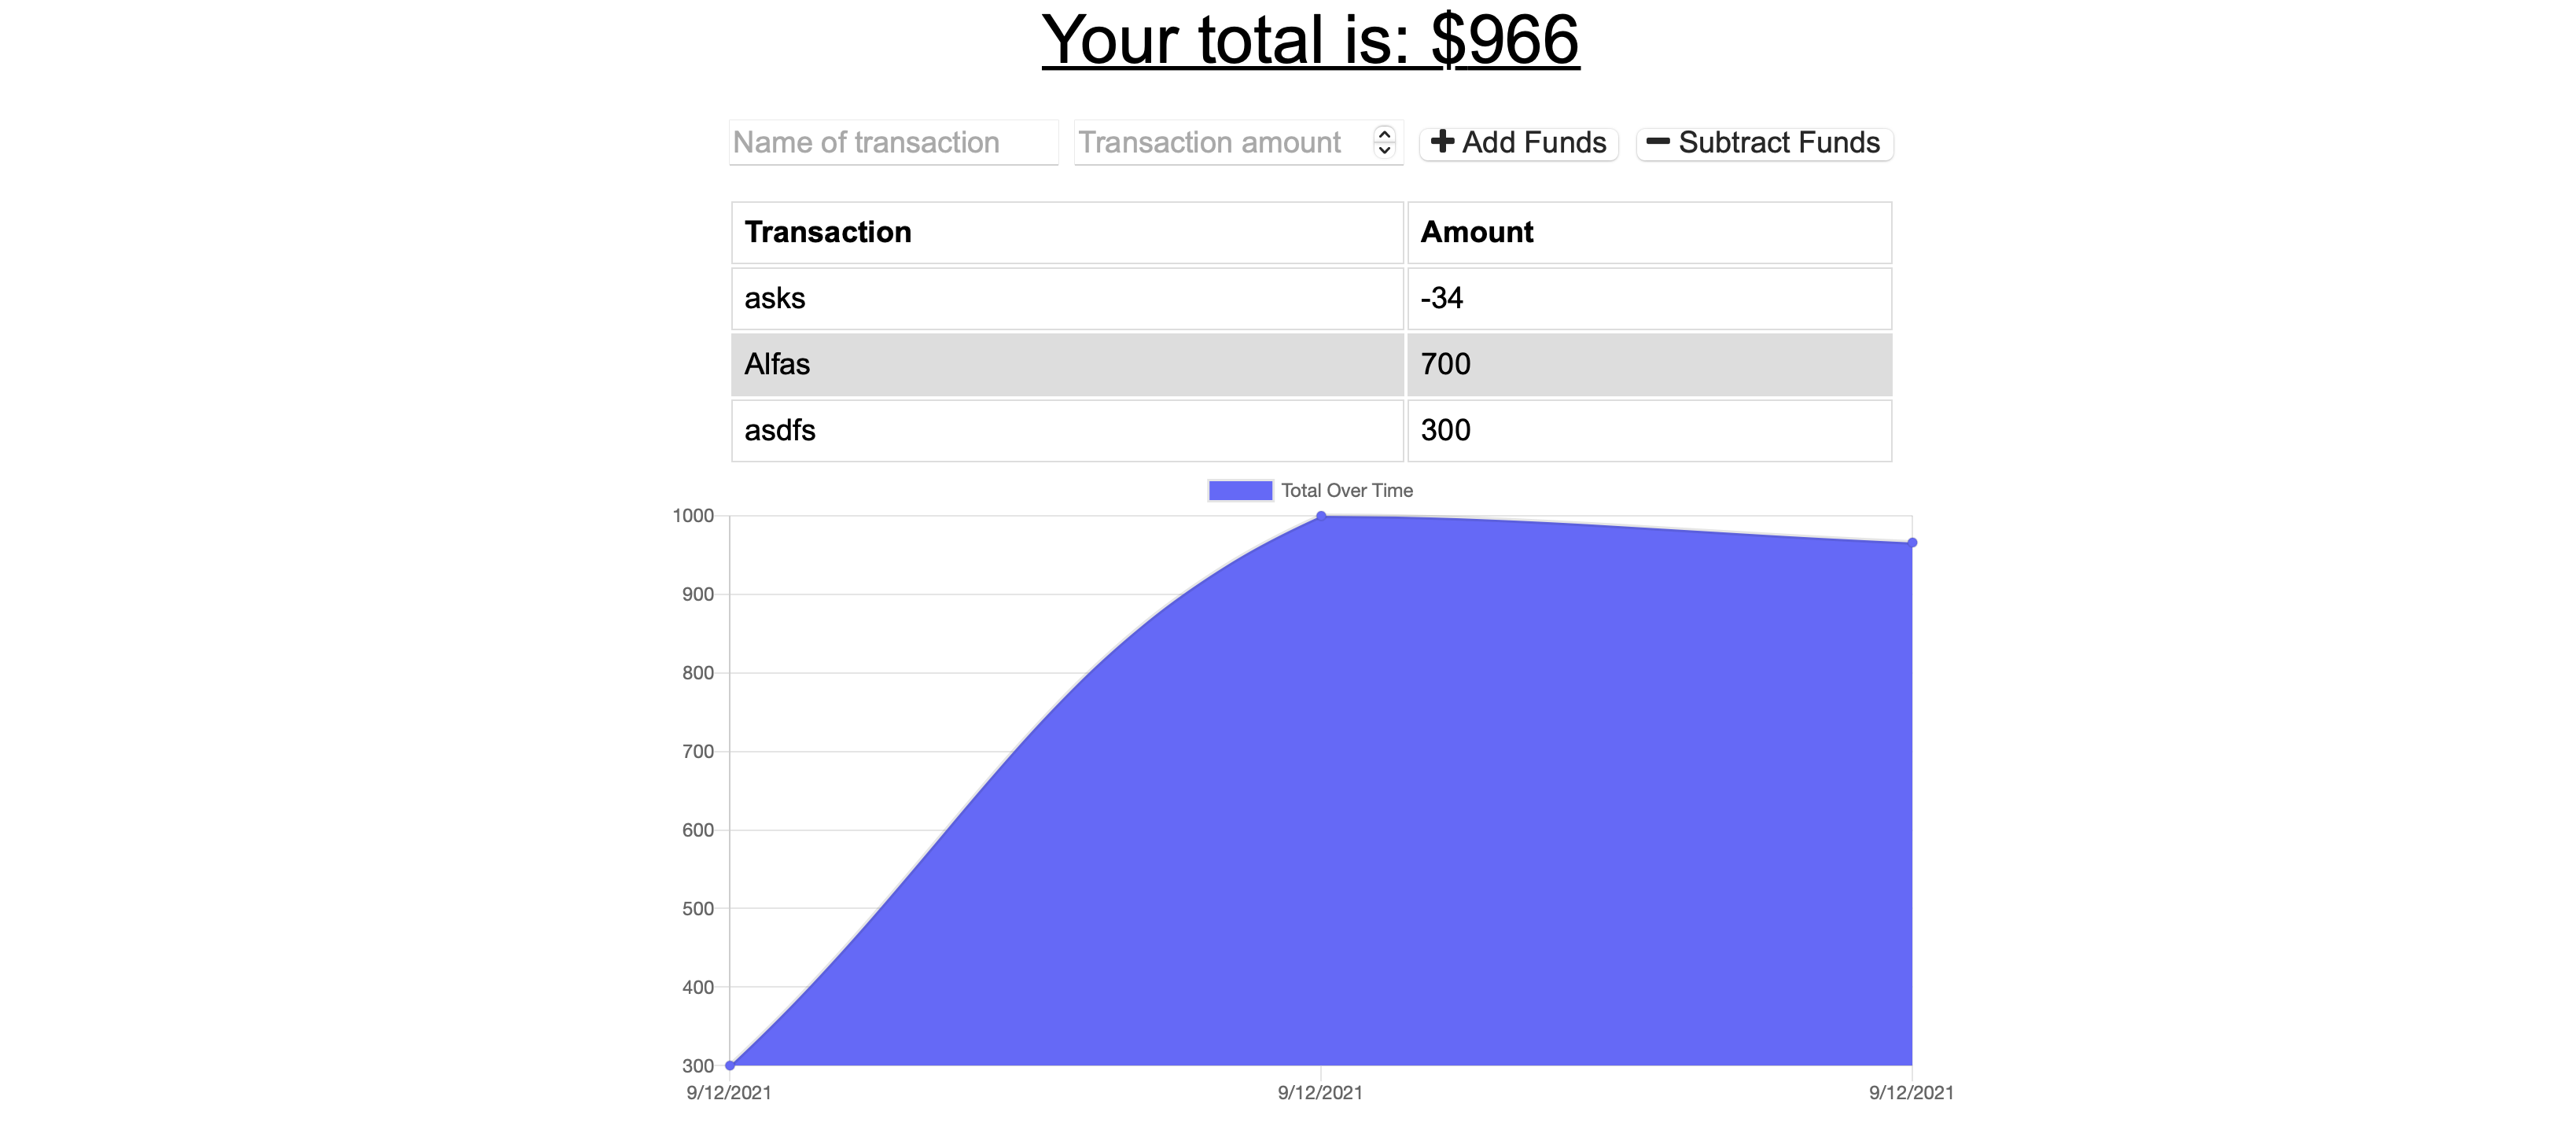 Your total is: $966
Name of transaction Transaction amount Add Funds Subtract Funds
Transaction Amount
asks -34
Alfas 700
asdfs 300
Total Over Time
1000
900
800
700
600
500
400
300
9/12/2021 9/12/2021 9/12/2021